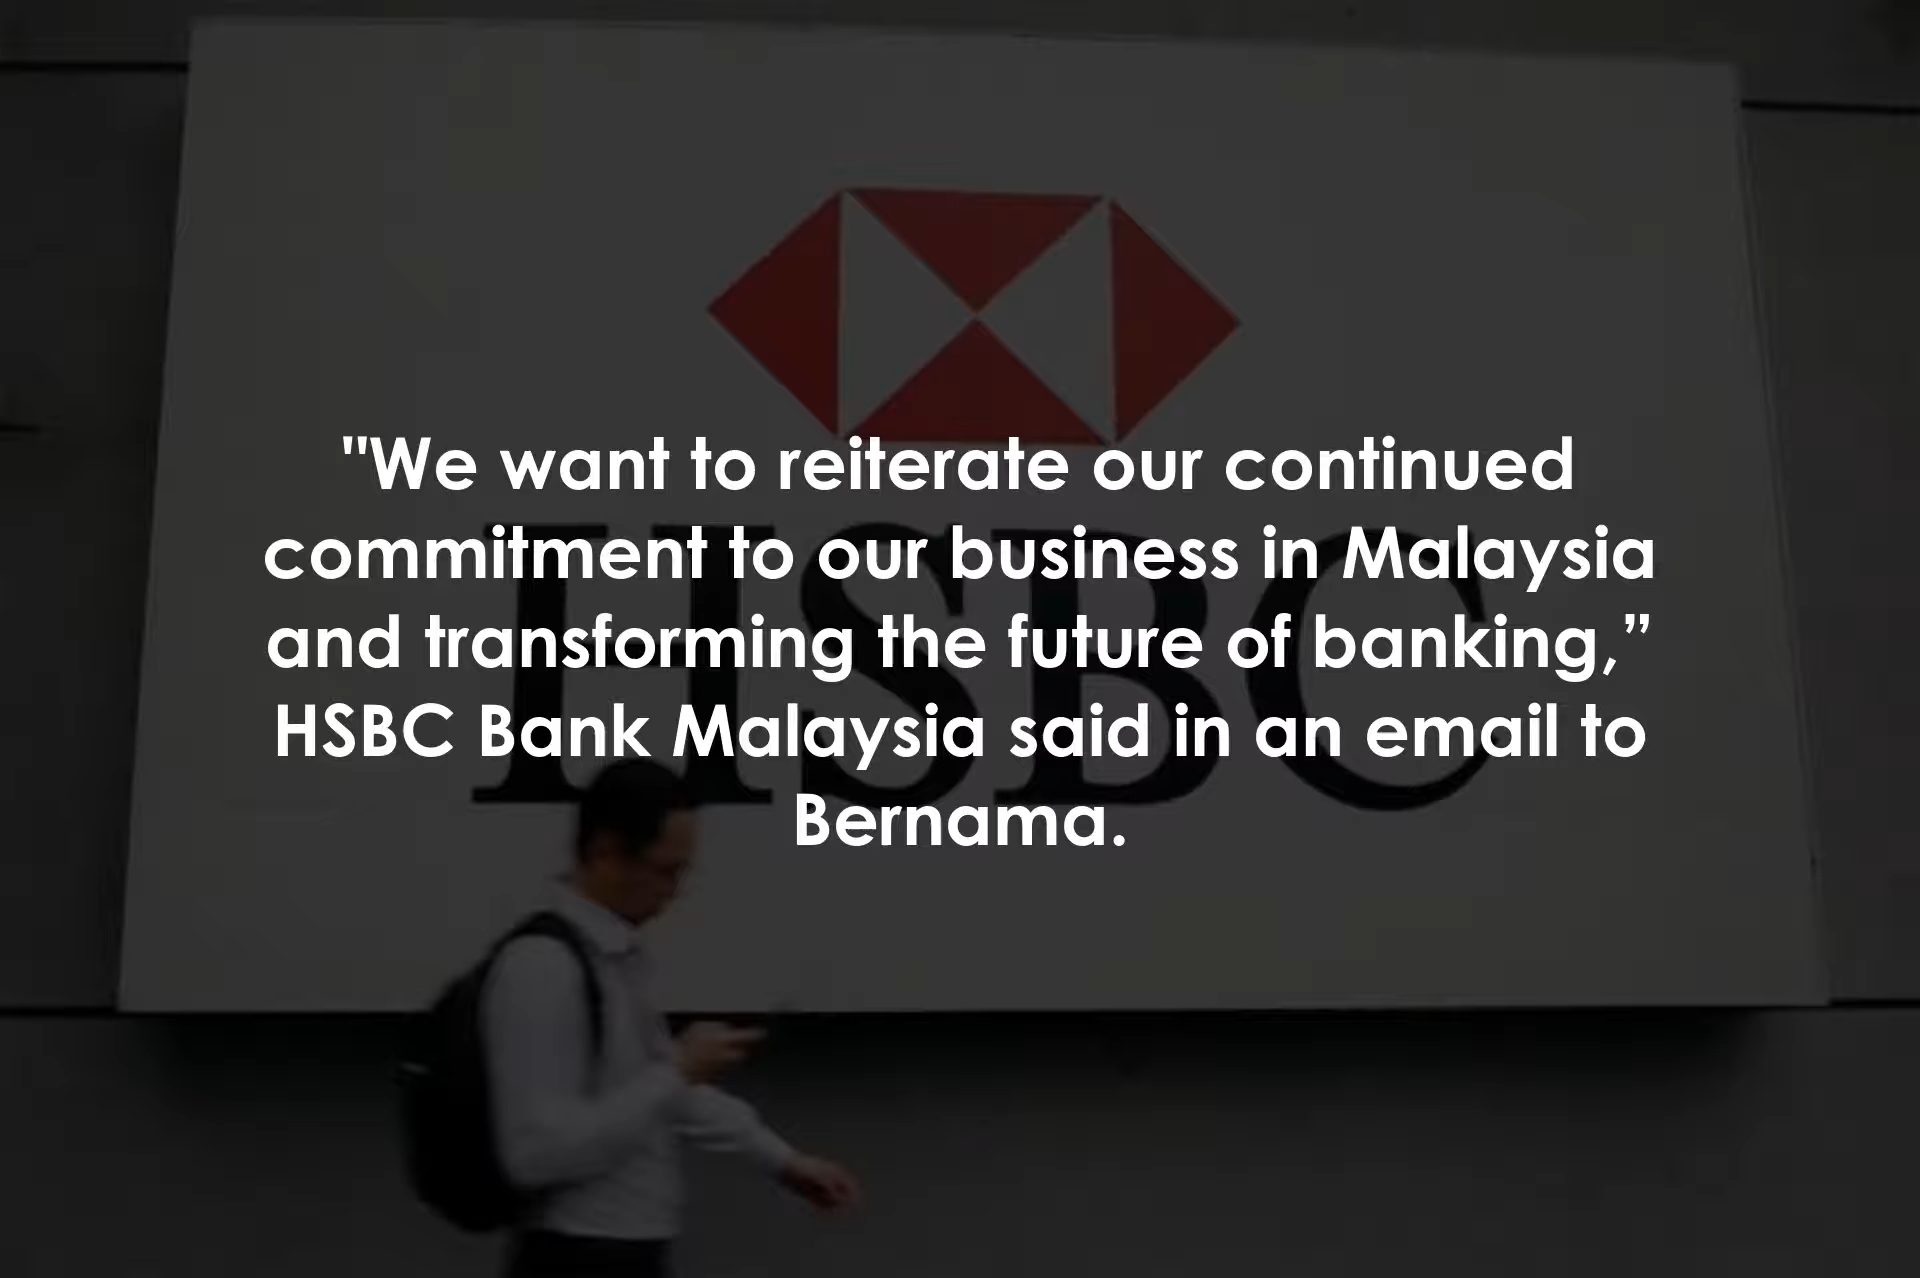 "We want to reiterate our continued
commitment to our business in Malaysia
and transforming the future of banking,”
HSBC Bank Malaysia said in an email to
Bernama.
HSBC